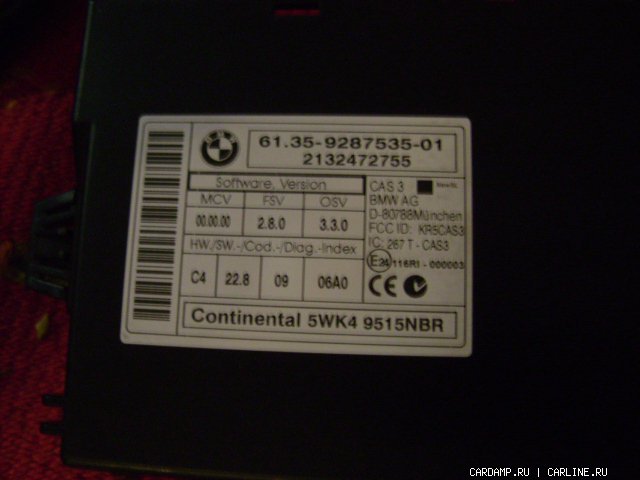 BMW
61.35-9287535-01
2132472755
Software, Version
MCV FSV OSV
00.00.00 2.8.0 3.3.0
HW./SW.-/Cod.-/Diag.-Index
C4 22.8 09 06A0
CAS 3
BMW AG
D-80788München
FCC ID: KR5CAS3
IC: 267 T - CAS3
E24 116RI - 000003
CE
Continental 5WK4 9515NBR
CARDAMP.RU | CARLINE.RU